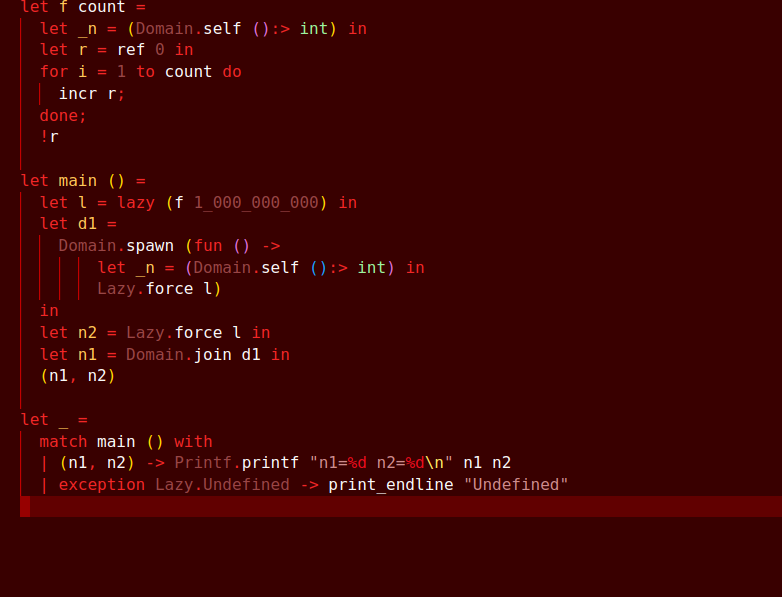 let f count =
let _n = (Domain.self ():> int) in
let r = ref 0 in
for i = 1 to count do
incr r;
done;
!r
let main () =
let l = lazy (f 1_000_000_000) in
let d1 =
Domain.spawn (fun () ->
let _n = (Domain.self ():> int) in
Lazy.force l)
in
let n2 = Lazy.force l in
let n1 = Domain.join d1 in
(n1, n2)
let _ =
match main () with
| (n1, n2) -> Printf.printf "n1=%d n2=%d\n" n1 n2
| exception Lazy.Undefined -> print_endline "Undefined"